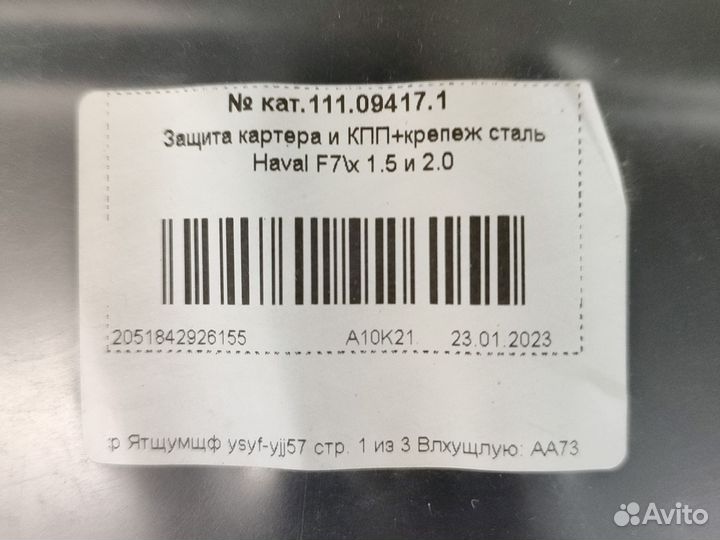 № кат.111.09417.1
Защита картера и КПП+крепеж сталь
Haval F7\x 1.5 и 2.0
2051842926155 A10K21 23.01.2023
р Ятщумщф ysyf-yjj57 стр. 1 из 3 Влхущлую: АА73
Avito